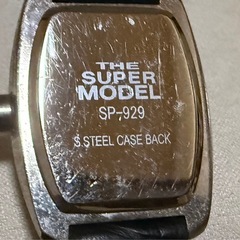 THE
SUPER
MODEL
SP-929
S.STEEL CASE BACK